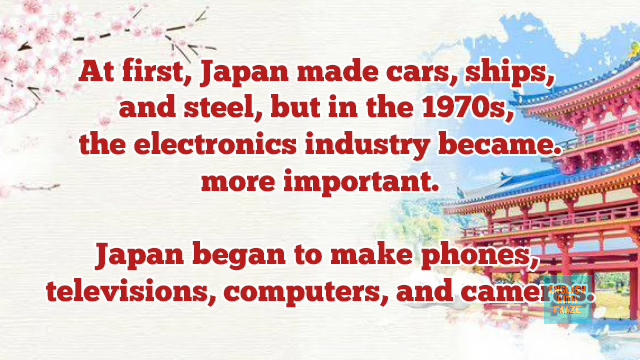 At first, Japan made cars, ships,
and steel, but in the 1970s,
the electronics industry became.
more important.
Japan began to make phones,
televisions, computers, and cameras.